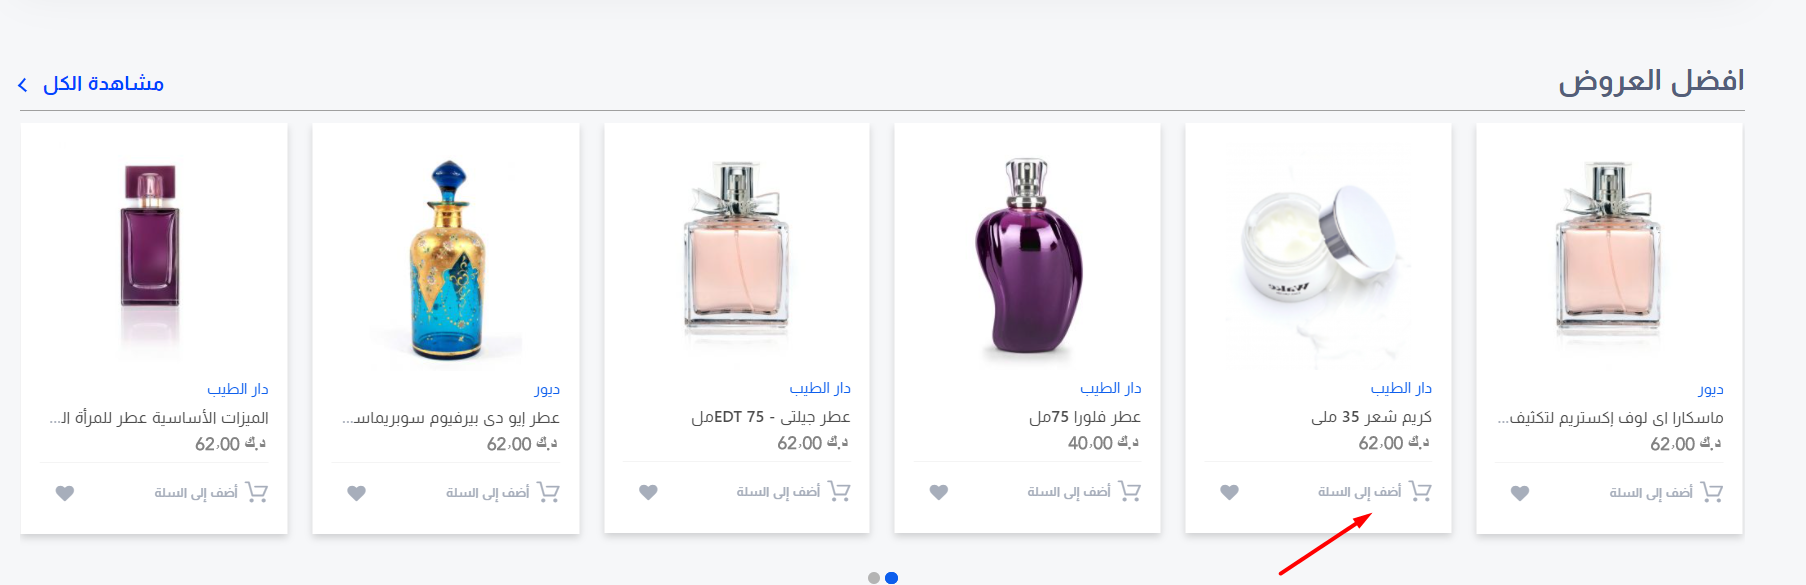 افضل العروض
مشاهدة الكل
ديور
ماسكارا اى لوف إكستريم لتكثيف...
د.ك 62.00
أضف إلى السلة
دار الطيب
كريم شعر 35 ملى
د.ك 62.00
أضف إلى السلة
دار الطيب
عطر فلورا 75مل
د.ك 40.00
أضف إلى السلة
دار الطيب
عطر جيلتى - EDT 75مل
د.ك 62.00
أضف إلى السلة
ديور
عطر إيو دى بيرفيوم سوبريماسـ...
د.ك 62.00
أضف إلى السلة
دار الطيب
الميزات الأساسية عطر للمرأة الـ...
د.ك 62.00
أضف إلى السلة